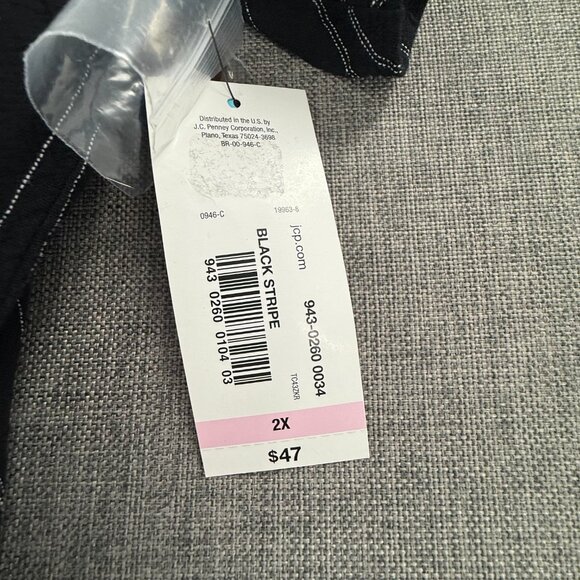 Distributed in the U.S. by
J.C. Penney Corporation, Inc.,
Plano, Texas 75024-3698
BR-00-946-C
0946-C 19963-8
jcp.com
BLACK STRIPE
943 0260 0104 03
943-0260 0034
TC43ZKR
2X
$47